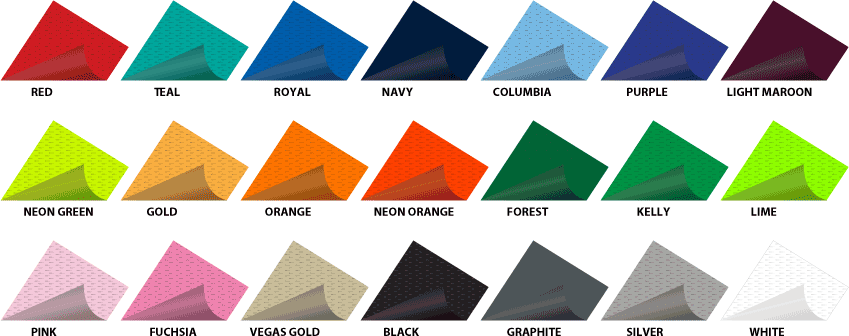 RED TEAL ROYAL NAVY COLUMBIA PURPLE LIGHT MAROON
NEON GREEN GOLD ORANGE NEON ORANGE FOREST KELLY LIME
PINK FUCHSIA VEGAS GOLD BLACK GRAPHITE SILVER WHITE